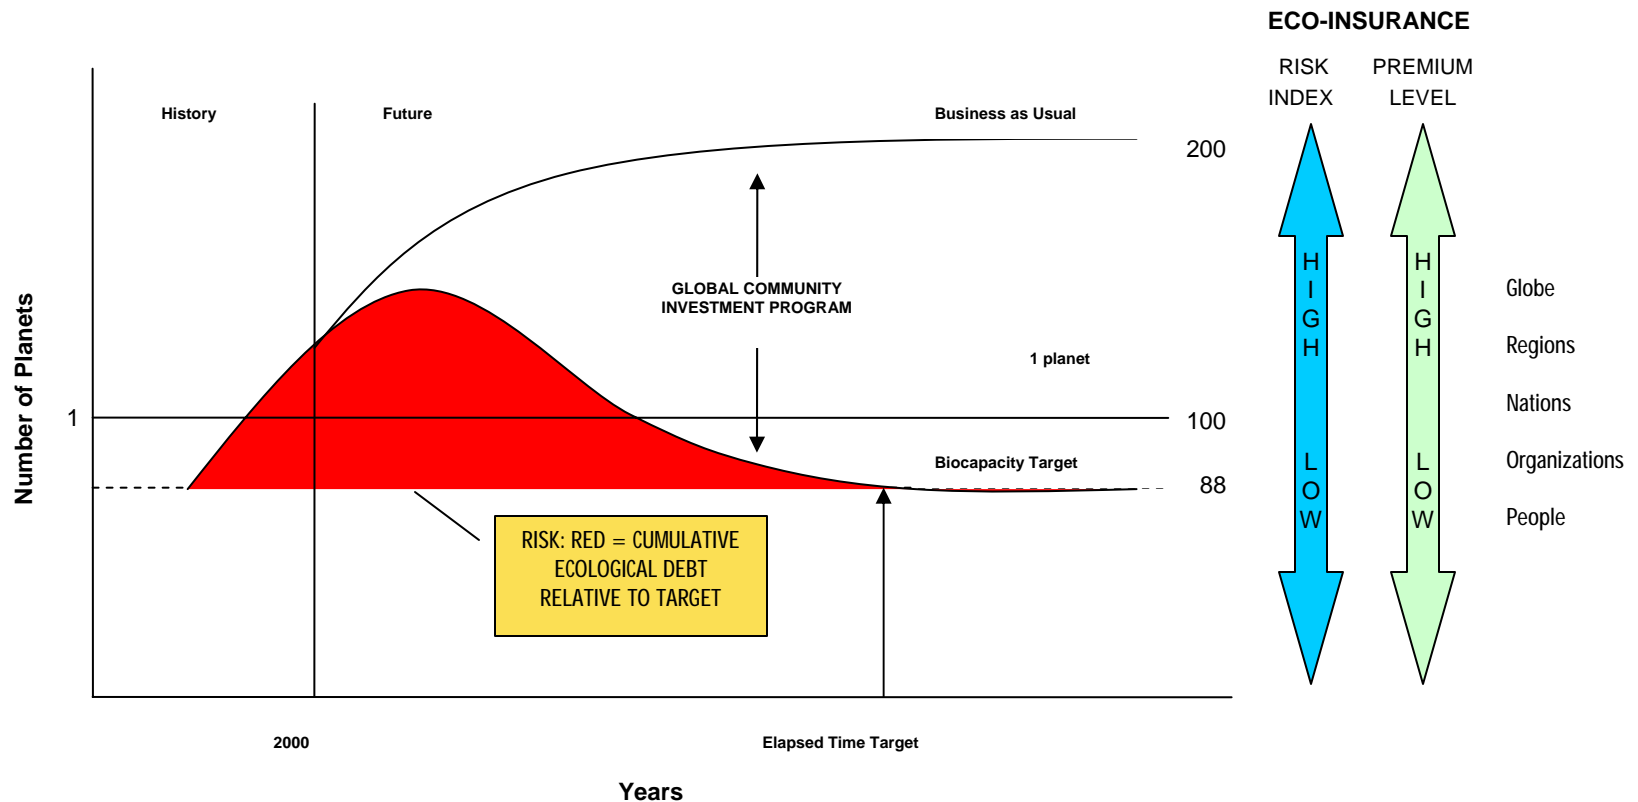 ECO-INSURANCE
RISK
INDEX
PREMIUM
LEVEL
History
Future
Business as Usual
200
GLOBAL COMMUNITY
INVESTMENT PROGRAM
1 planet
Number of Planets
1
100
Biocapacity Target
88
RISK: RED = CUMULATIVE
ECOLOGICAL DEBT
RELATIVE TO TARGET
2000
Elapsed Time Target
Years
HIGH
LOW
HIGH
LOW
Globe
Regions
Nations
Organizations
People